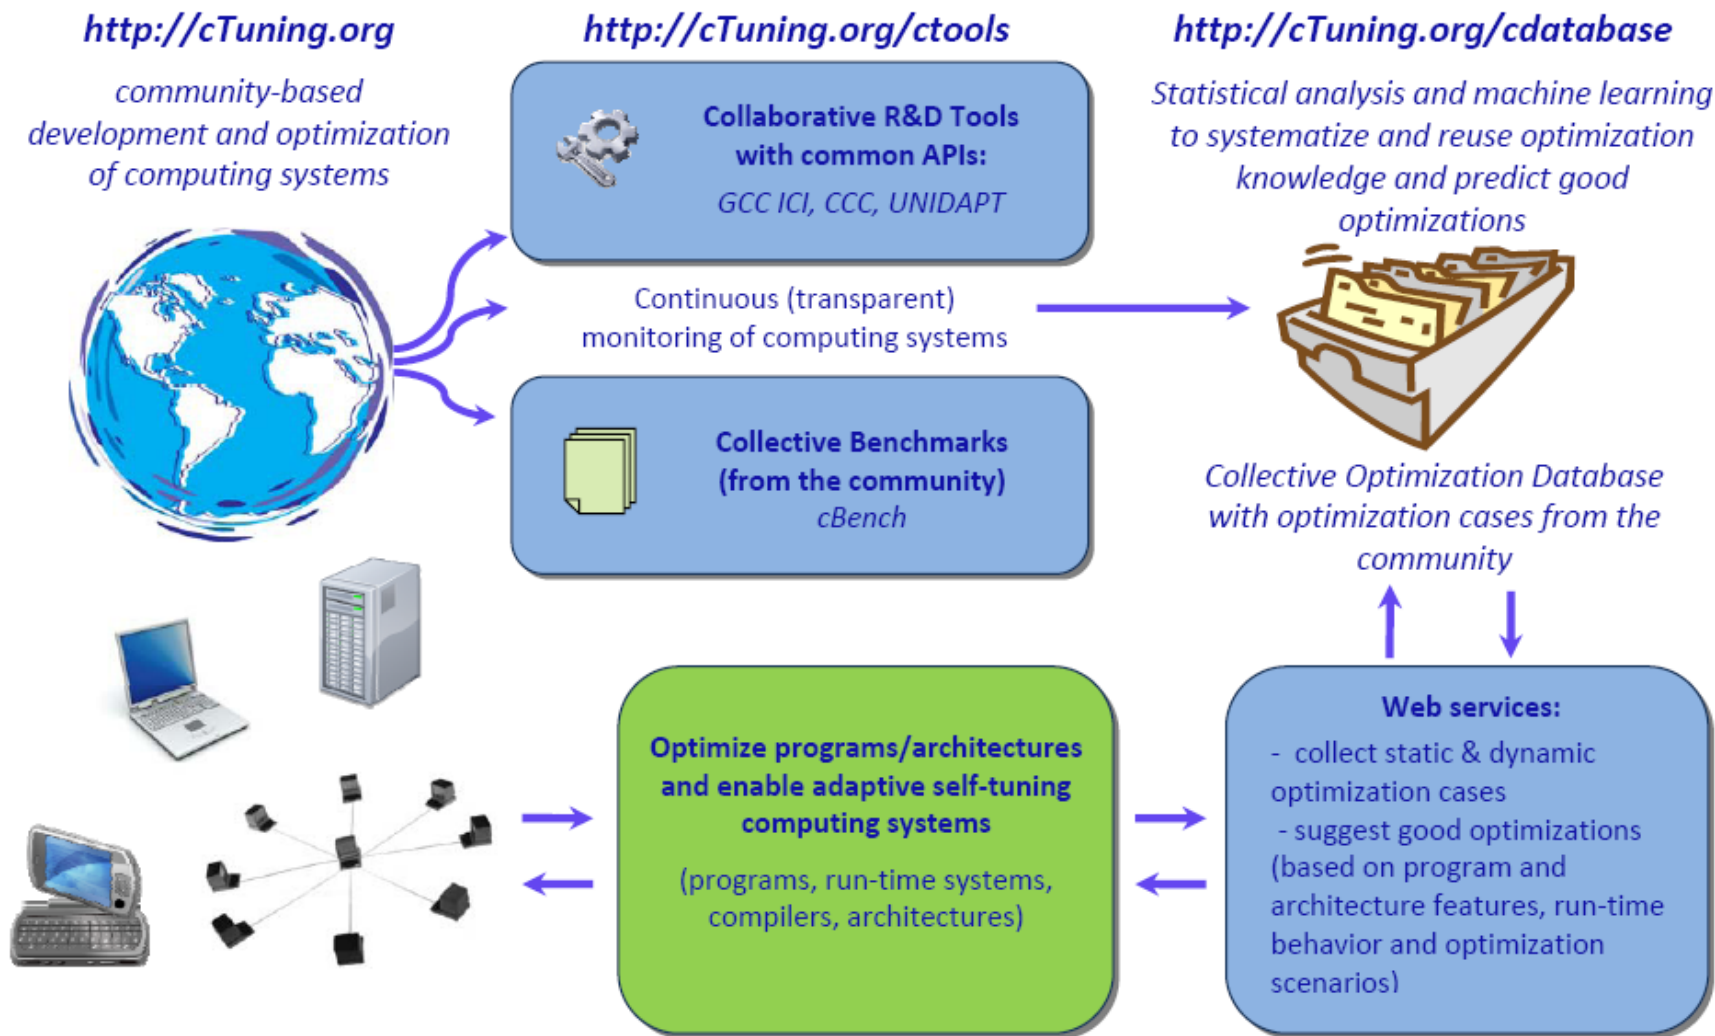 http://cTuning.org
community-based
development and optimization
of computing systems
http://cTuning.org/ctools
Collaborative R&D Tools
with common APIs:
GCC ICI, CCC, UNIDAPT
Continuous (transparent)
monitoring of computing systems
Collective Benchmarks
(from the community)
cBench
http://cTuning.org/cdatabase
Statistical analysis and machine learning
to systematize and reuse optimization
knowledge and predict good
optimizations
Collective Optimization Database
with optimization cases from the
community
Optimize programs/architectures
and enable adaptive self-tuning
computing systems
(programs, run-time systems,
compilers, architectures)
Web services:
- collect static & dynamic
optimization cases
- suggest good optimizations
(based on program and
architecture features, run-time
behavior and optimization
scenarios)